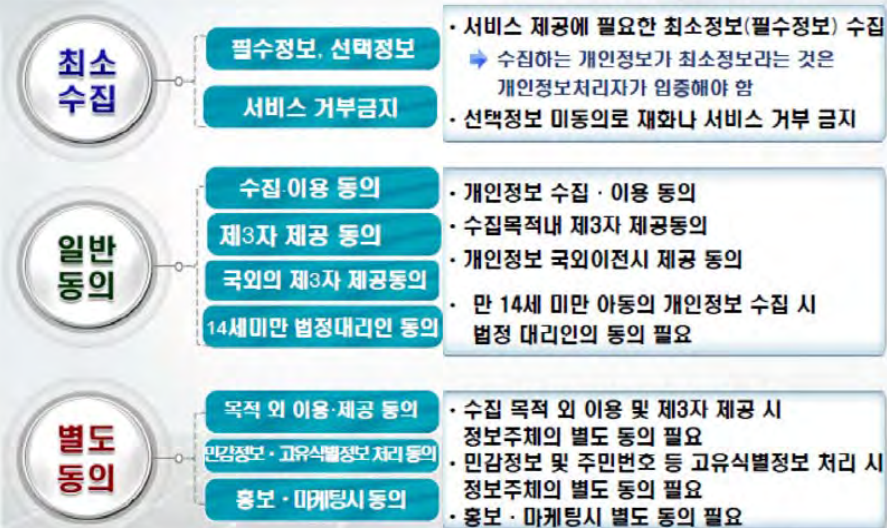 최소
수집
필수정보, 선택정보
서비스 거부금지
· 서비스 제공에 필요한 최소정보(필수정보) 수집
수집하는 개인정보가 최소정보라는 것은
개인정보처리자가 입증해야 함
· 선택정보 미동의로 재화나 서비스 거부 금지
일반
동의
수집·이용 동의
제3자 제공 동의
국외의 제3자 제공동의
14세미만 법정대리인 동의
· 개인정보 수집 · 이용 동의
· 수집목적내 제3자 제공동의
· 개인정보 국외이전시 제공 동의
· 만 14세 미만 아동의 개인정보 수집 시
법정 대리인의 동의 필요
별도
동의
목적 외 이용·제공 동의
민감정보 · 고유식별정보 처리 동의
홍보 · 마케팅시 동의
· 수집 목적 외 이용 및 제3자 제공 시
정보주체의 별도 동의 필요
· 민감정보 및 주민번호 등 고유식별정보 처리 시
정보주체의 별도 동의 필요
· 홍보 · 마케팅시 별도 동의 필요